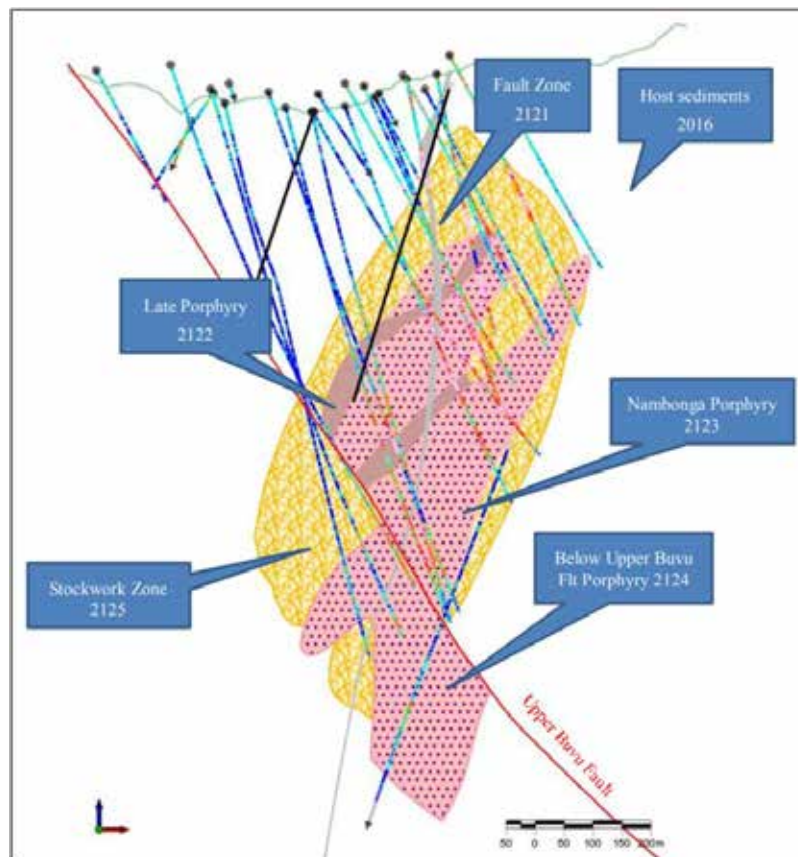 Fault Zone
2121
Host sediments
2016
Late Porphyry
2122
Nambonga Porphyry
2123
Below Upper Buvu
Flt Porphyry 2124
Stockwork Zone
2125
Upper Buvu Fault
50 0 50 100 150 200m